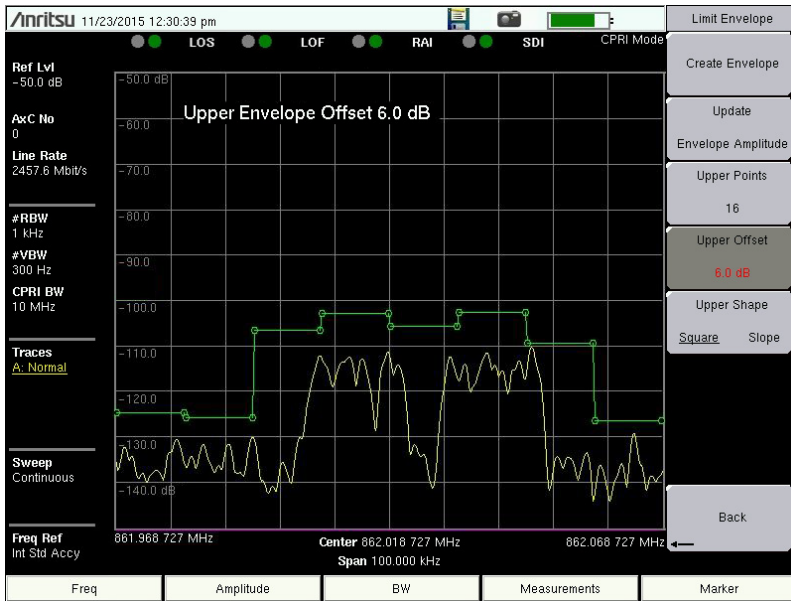 Anritsu 11/23/2015 12:30:39 pm
Limit Envelope
LOS LOF RAI SDI CPRI Mode
Ref Lvl
-50.0 dB
AxC No
0
Line Rate
2457.6 Mbit/s
#RBW
1 kHz
#VBW
300 Hz
CPRI BW
10 MHz
Traces
A: Normal
Sweep
Continuous
Freq Ref
Int Std Accy
Upper Envelope Offset 6.0 dB
-50.0 dB
-60.0
-70.0
-80.0
-90.0
-100.0
-110.0
-120.0
-130.0
-140.0 dB
861.968 727 MHz
Center 862.018 727 MHz
862.068 727 MHz
Span 100.000 kHz
Create Envelope
Update
Envelope Amplitude
Upper Points
16
Upper Offset
6.0 dB
Upper Shape
Square Slope
Back
Freq Amplitude BW Measurements Marker